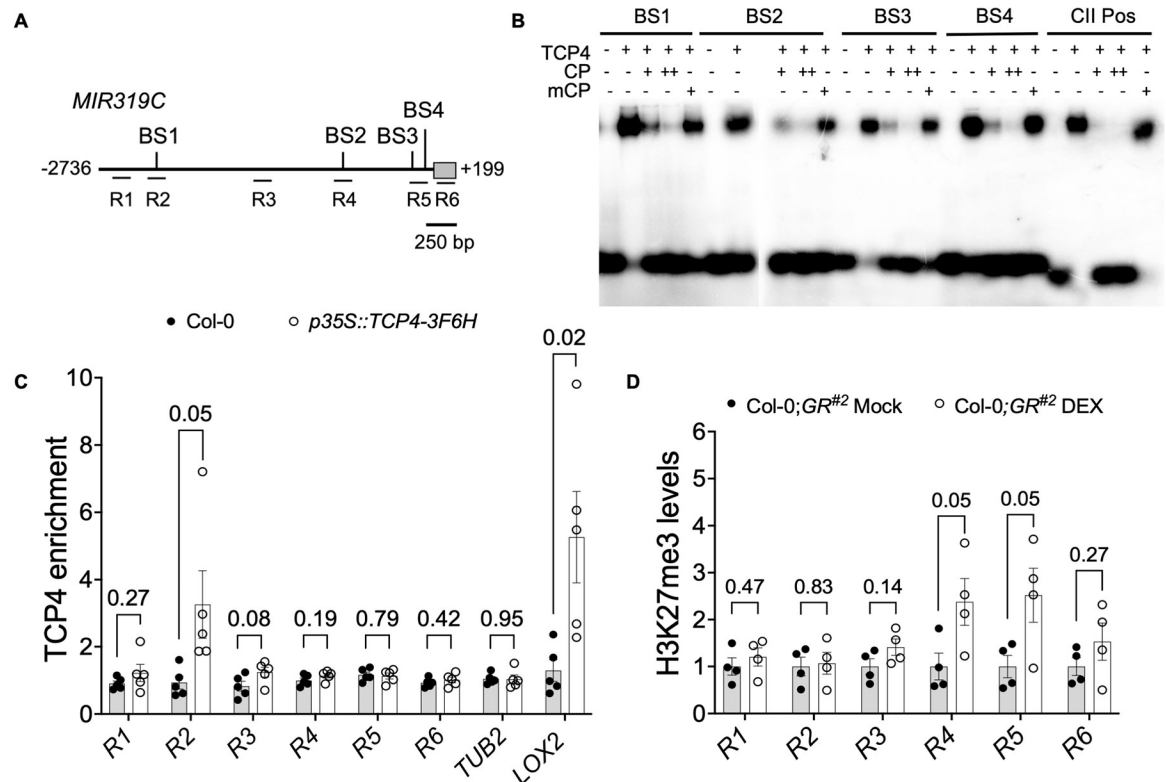 A
MIR319C
BS1 BS2 BS3 BS4
-2736 +199
R1 R2 R3 R4 R5 R6
250 bp
B
BS1 BS2 BS3 BS4 CII Pos
TCP4 - + + + + - + + + + - + + + + - + + + + - + + + +
CP - - + ++ - - - + ++ - - - + ++ - - - + ++ - - - + ++ -
mCP - - - - + - - - - + - - - - + - - - - + - - - - +
Col-0 p35S::TCP4-3F6H
C
TCP4 enrichment
10
8
6
4
2
0
0.27 0.05 0.08 0.19 0.79 0.42 0.95 0.02
R1 R2 R3 R4 R5 R6 TUB2 LOX2
D
Col-0;GR#2 Mock Col-0;GR#2 DEX
H3K27me3 levels
6
5
4
3
2
1
0
0.47 0.83 0.14 0.05 0.05 0.27
R1 R2 R3 R4 R5 R6